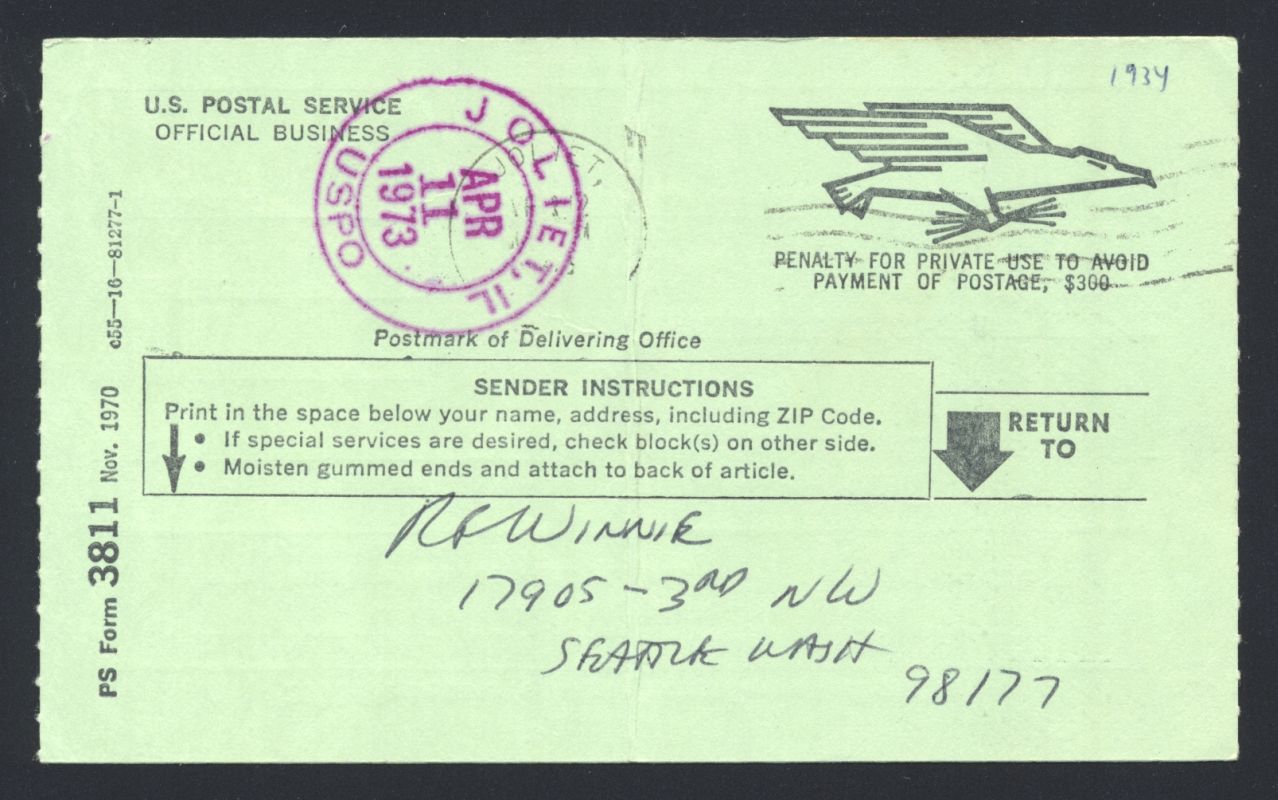 1934
U.S. POSTAL SERVICE
OFFICIAL BUSINESS
JOLIET, IL
USPO
APR
11
1973
JOLIET,
PENALTY FOR PRIVATE USE TO AVOID
PAYMENT OF POSTAGE, $300
Postmark of Delivering Office
SENDER INSTRUCTIONS
Print in the space below your name, address, including ZIP Code.
• If special services are desired, check block(s) on other side.
• Moisten gummed ends and attach to back of article.
RETURN
TO
PS Form 3811 Nov. 1970 c55—16—81277-1
RF WINNIE
17905 - 3RD NW
SEATTLE WASH
98177